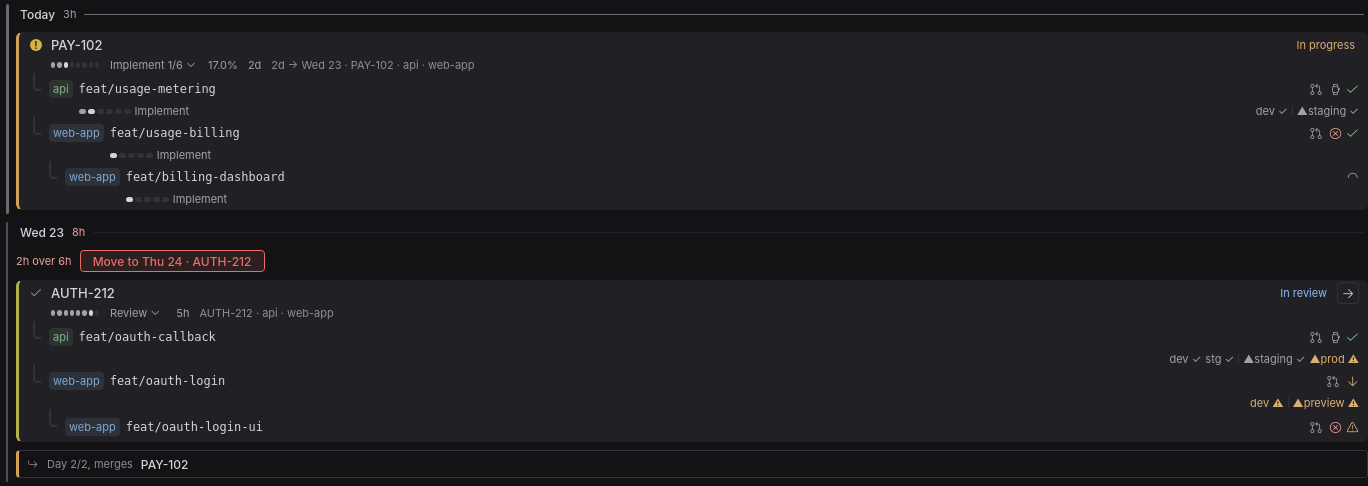 Today 3h
PAY-102 In progress
Implement 1/6 17.0% 2d 2d → Wed 23 · PAY-102 · api · web-app
api feat/usage-metering
Implement dev ✓ ▲staging ✓
web-app feat/usage-billing
Implement
web-app feat/billing-dashboard
Implement
Wed 23 8h
2h over 6h Move to Thu 24 · AUTH-212
AUTH-212 In review →
Review 5h AUTH-212 · api · web-app
api feat/oauth-callback
dev ✓ stg ✓ ▲staging ✓ ▲prod ⚠
web-app feat/oauth-login
dev ⚠ ▲preview ⚠
web-app feat/oauth-login-ui
Day 2/2, merges PAY-102